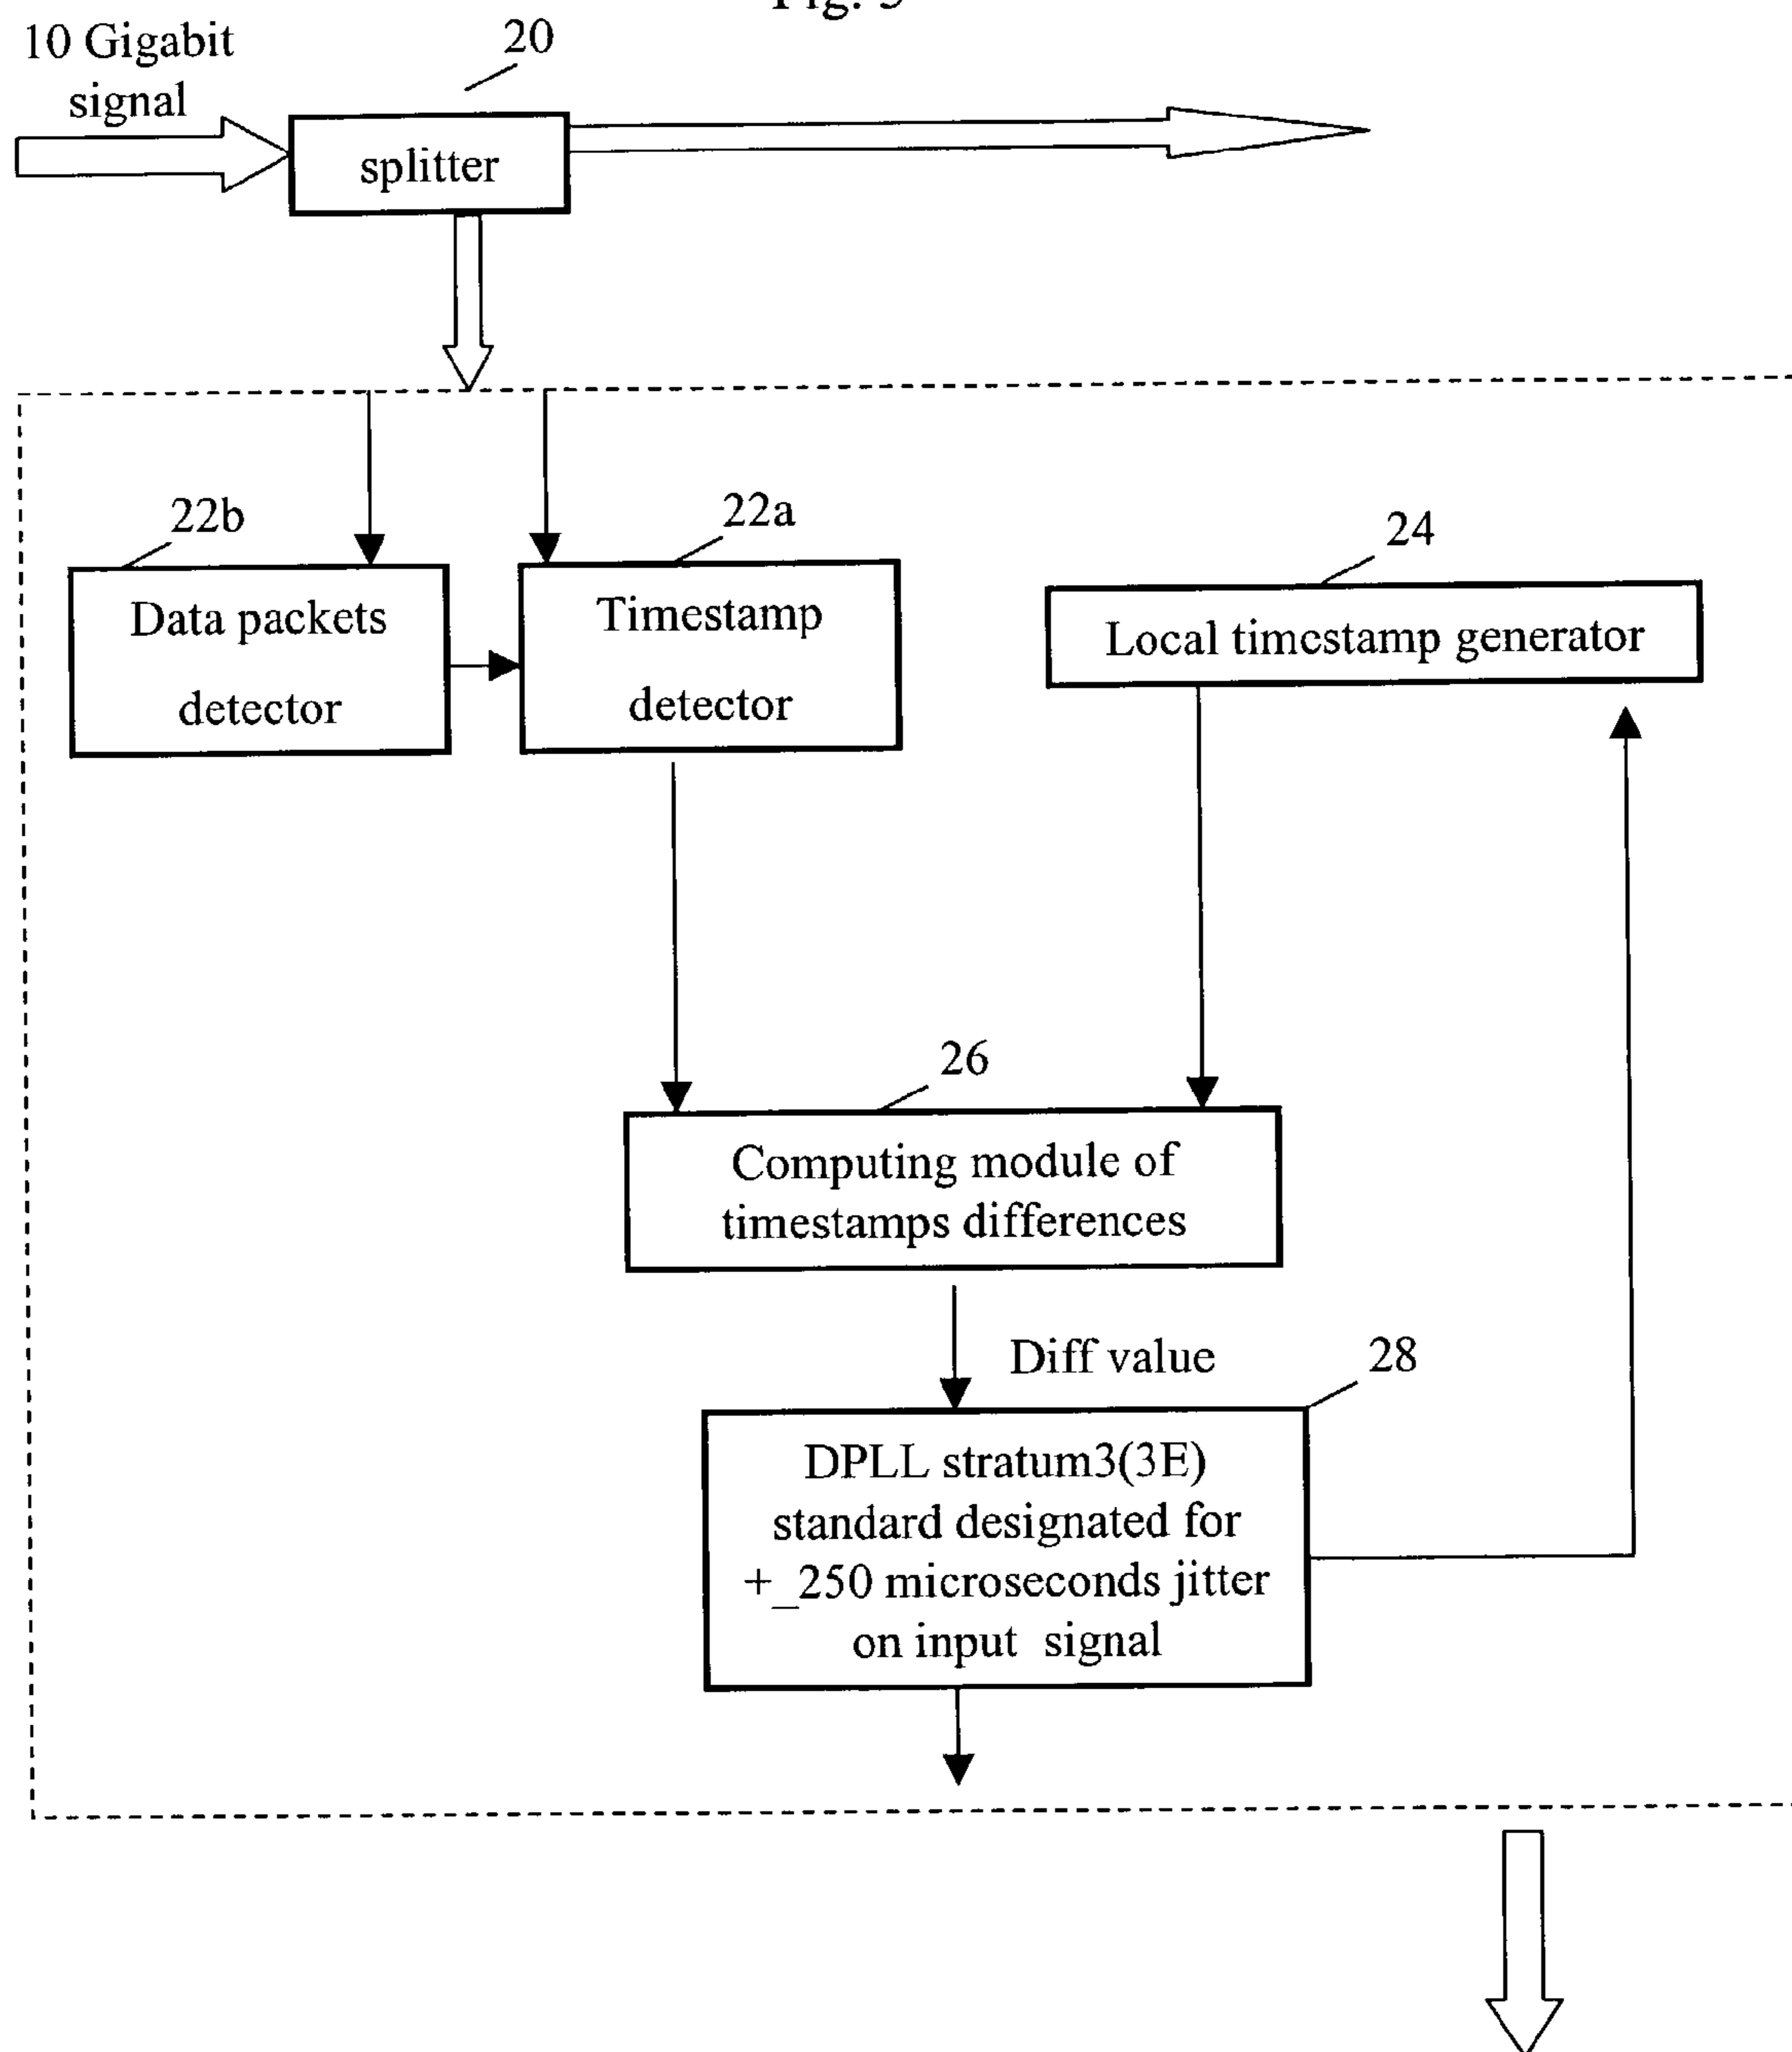 10 Gigabit
signal
20
splitter
22b
22a
24
Data packets
detector
Timestamp
detector
Local timestamp generator
26
Computing module of
timestamps differences
Diff value
28
DPLL stratum3(3E)
standard designated for
+_250 microseconds jitter
on input signal